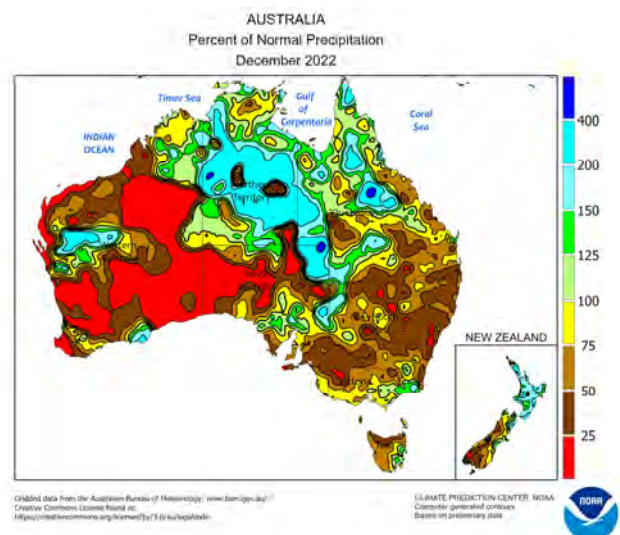 AUSTRALIA
Percent of Normal Precipitation
December 2022
Timor Sea
Gulf
of
Carpentaria
Coral
Sea
INDIAN
OCEAN
400
200
150
125
100
75
50
25
Northern
Territory
NEW ZEALAND
Gridded data from the Australian Bureau of Meteorology; www.bom.gov.au/
Creative Commons License found at:
CLIMATE PREDICTION CENTER, NOAA
Computer generated contours
Based on preliminary data
NOAA